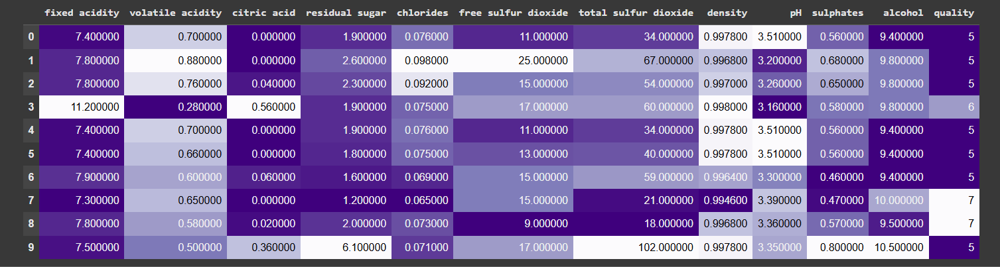 fixed acidity volatile acidity citric acid residual sugar chlorides free sulfur dioxide total sulfur dioxide density pH sulphates alcohol quality
0 7.400000 0.700000 0.000000 1.900000 0.076000 11.000000 34.000000 0.997800 3.510000 0.560000 9.400000 5
1 7.800000 0.880000 0.000000 2.600000 0.098000 25.000000 67.000000 0.996800 3.200000 0.680000 9.800000 5
2 7.800000 0.760000 0.040000 2.300000 0.092000 15.000000 54.000000 0.997000 3.260000 0.650000 9.800000 5
3 11.200000 0.280000 0.560000 1.900000 0.075000 17.000000 60.000000 0.998000 3.160000 0.580000 9.800000 6
4 7.400000 0.700000 0.000000 1.900000 0.076000 11.000000 34.000000 0.997800 3.510000 0.560000 9.400000 5
5 7.400000 0.660000 0.000000 1.800000 0.075000 13.000000 40.000000 0.997800 3.510000 0.560000 9.400000 5
6 7.900000 0.600000 0.060000 1.600000 0.069000 15.000000 59.000000 0.996400 3.300000 0.460000 9.400000 5
7 7.300000 0.650000 0.000000 1.200000 0.065000 15.000000 21.000000 0.994600 3.390000 0.470000 10.000000 7
8 7.800000 0.580000 0.020000 2.000000 0.073000 9.000000 18.000000 0.996800 3.360000 0.570000 9.500000 7
9 7.500000 0.500000 0.360000 6.100000 0.071000 17.000000 102.000000 0.997800 3.350000 0.800000 10.500000 5